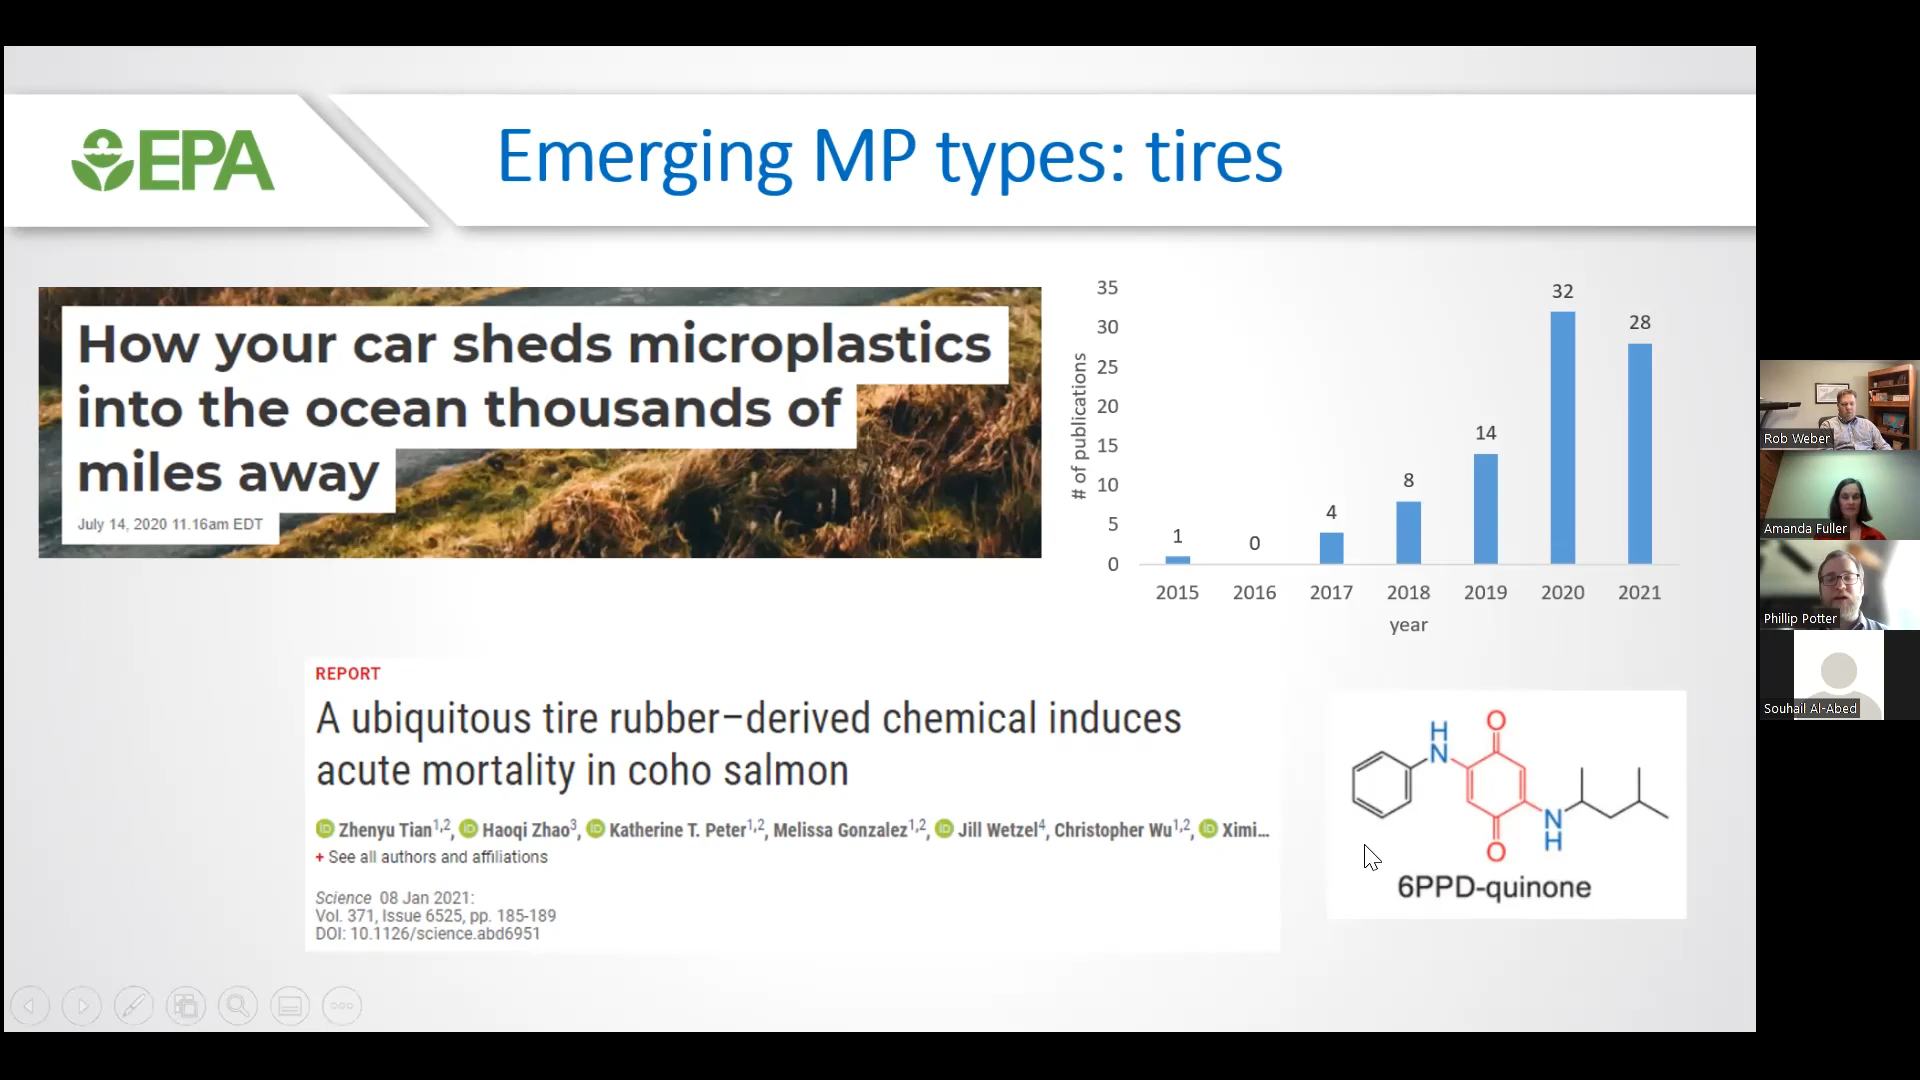 EPA
Emerging MP types: tires
How your car sheds microplastics
into the ocean thousands of
miles away
July 14, 2020 11.16am EDT
# of publications
35
30
25
20
15
10
5
0
1
0
4
8
14
32
28
2015 2016 2017 2018 2019 2020 2021
year
REPORT
A ubiquitous tire rubber–derived chemical induces
acute mortality in coho salmon
iD Zhenyu Tian1,2, iD Haoqi Zhao3, iD Katherine T. Peter1,2, Melissa Gonzalez1,2, iD Jill Wetzel4, Christopher Wu1,2, iD Ximi...
+ See all authors and affiliations
Science 08 Jan 2021:
Vol. 371, Issue 6525, pp. 185-189
DOI: 10.1126/science.abd6951
H
N
O
O
N
H
6PPD-quinone
Rob Weber
Amanda Fuller
Phillip Potter
Souhail Al-Abed